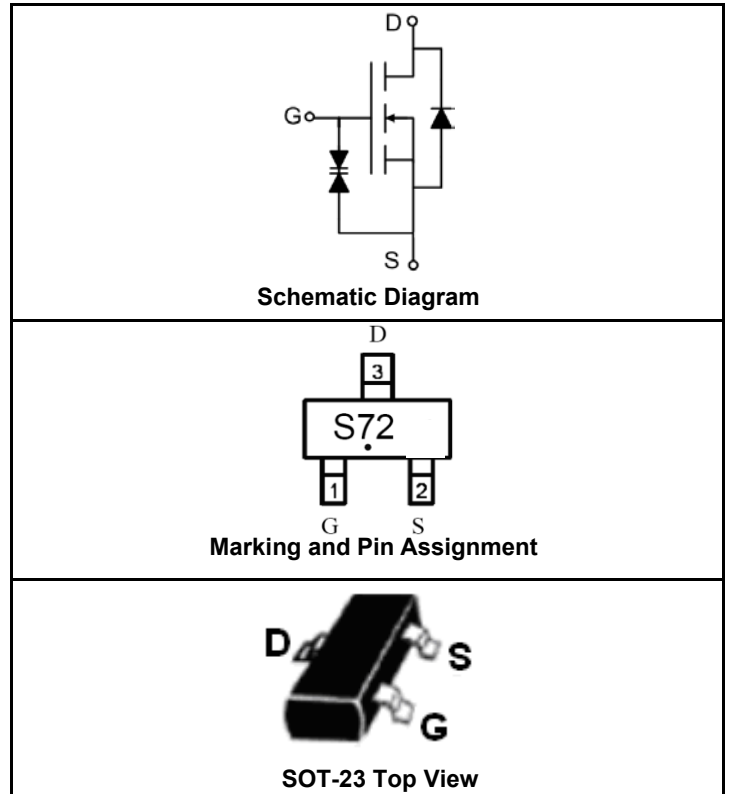 D
G
S
Schematic Diagram
D
3
S72
1
2
G S
Marking and Pin Assignment
D
S
G
SOT-23 Top View